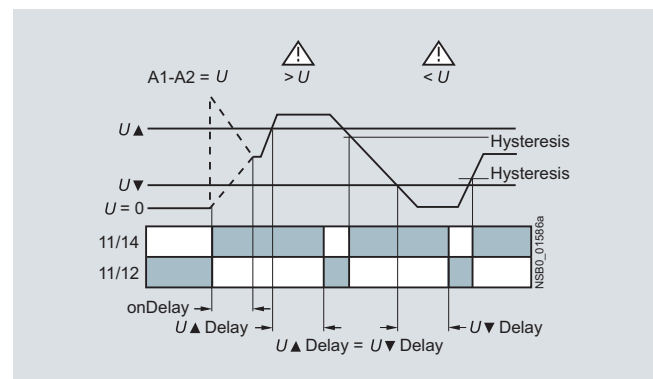 A1-A2 = U
> U
< U
U▲
Hysteresis
Hysteresis
U▼
U = 0
11/14
11/12
NSB0_01586a
onDelay
U▲Delay
U▼Delay
U▲Delay = U▼Delay